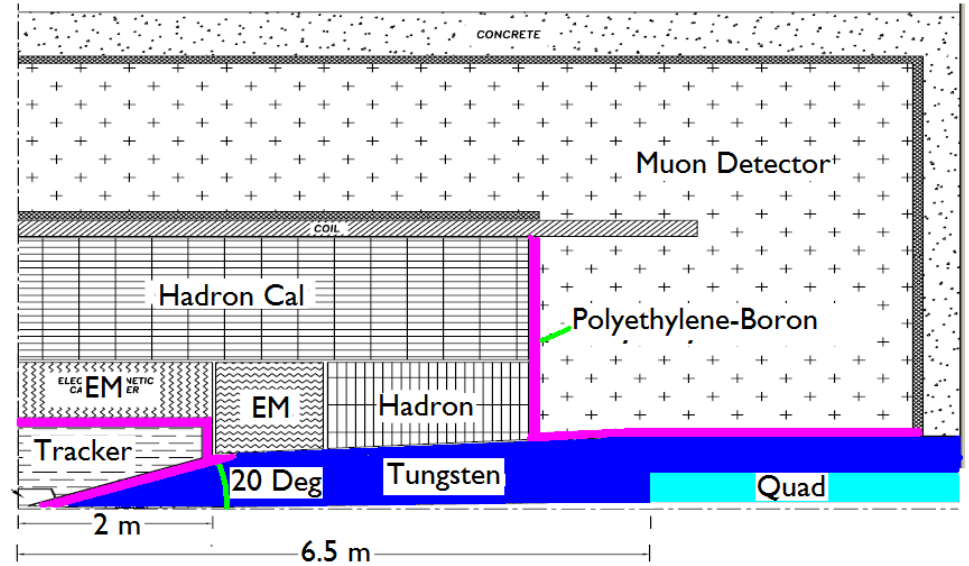 CONCRETE
Muon Detector
COIL
Hadron Cal
Polyethylene-Boron
EM
EM
Hadron
Tracker
20 Deg
Tungsten
Quad
2 m
6.5 m